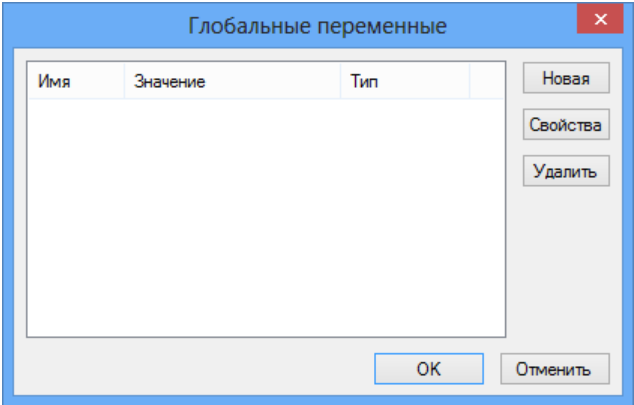 Глобальные переменные
Имя Значение Тип
Новая
Свойства
Удалить
OK Отменить